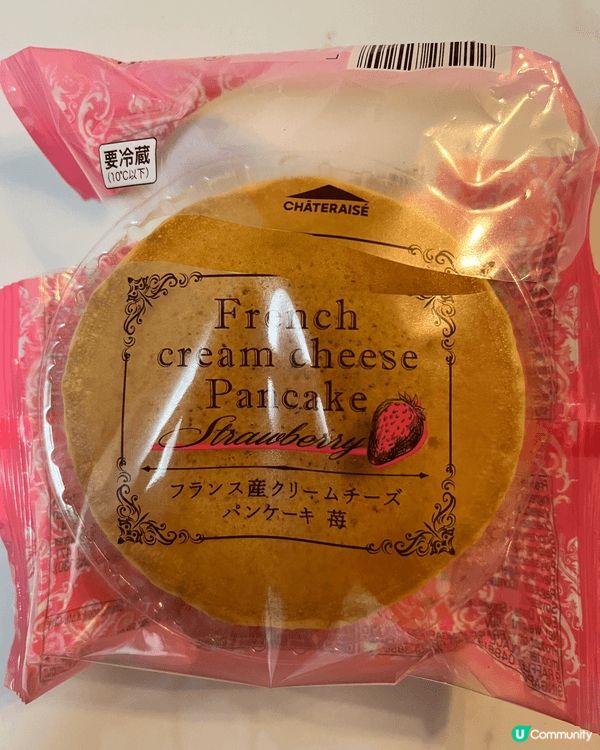 要冷蔵
(10℃以下)
CHÂTERAISÉ
French
cream cheese
Pancake
Strawberry
フランス産クリームチーズ
パンケーキ 苺
U Community